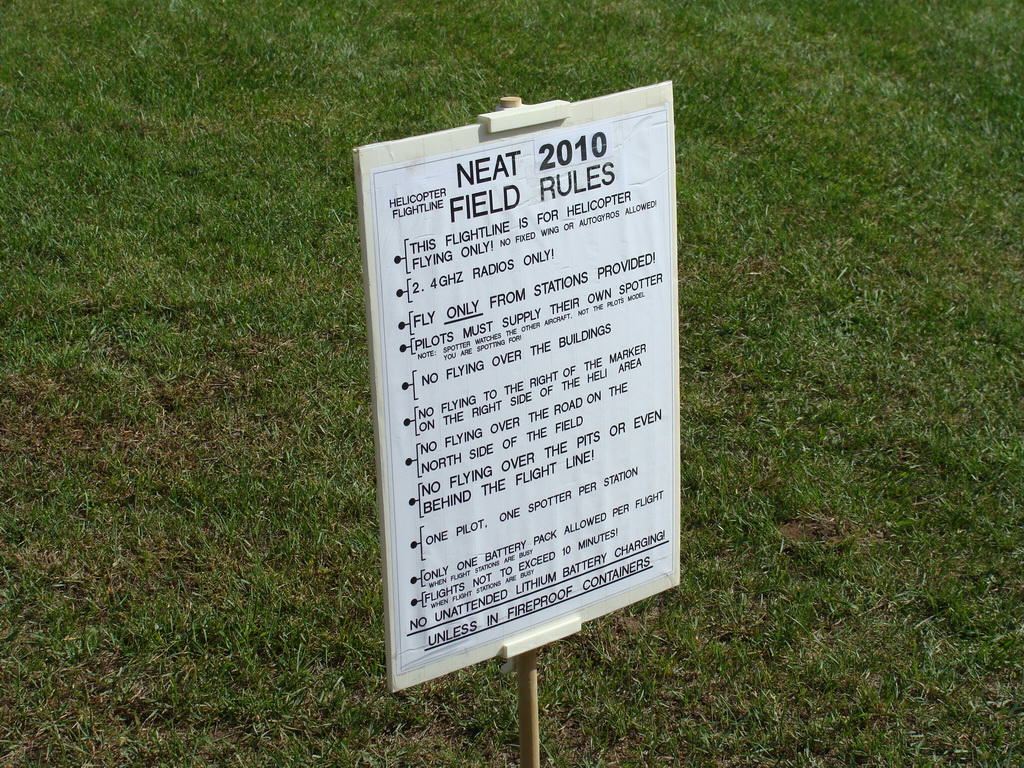 NEAT 2010
HELICOPTER
FLIGHTLINE
FIELD RULES
THIS FLIGHTLINE IS FOR HELICOPTER
FLYING ONLY! NO FIXED WING OR AUTOGYROS ALLOWED!
2. 4GHZ RADIOS ONLY!
FLY ONLY FROM STATIONS PROVIDED!
PILOTS MUST SUPPLY THEIR OWN SPOTTER
NOTE: SPOTTER WATCHES THE OTHER AIRCRAFT, NOT THE PILOTS MODEL
YOU ARE SPOTTING FOR!
NO FLYING OVER THE BUILDINGS
NO FLYING TO THE RIGHT OF THE MARKER
ON THE RIGHT SIDE OF THE HELI AREA
NO FLYING OVER THE ROAD ON THE
NORTH SIDE OF THE FIELD
NO FLYING OVER THE PITS OR EVEN
BEHIND THE FLIGHT LINE!
ONE PILOT, ONE SPOTTER PER STATION
ONLY ONE BATTERY PACK ALLOWED PER FLIGHT
WHEN FLIGHT STATIONS ARE BUSY
FLIGHTS NOT TO EXCEED 10 MINUTES!
WHEN FLIGHT STATIONS ARE BUSY
NO UNATTENDED LITHIUM BATTERY CHARGING!
UNLESS IN FIREPROOF CONTAINERS